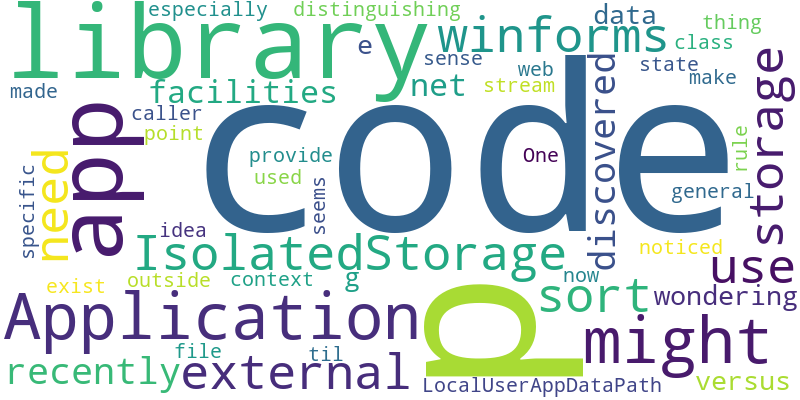 especially
distinguishing
library
winforms
data
thing
e
sense
class
made
facilities
net
web
state
make
stream
caller
point
app
code
discovered
storage
provide
One
rule
used
need
specific
seems
general
idea
IsolatedStorage
noticed
exist
outside
context
g
now
use
Application
p
sort
wondering
might
recently
file
til
external
LocalUserAppDataPath
versus